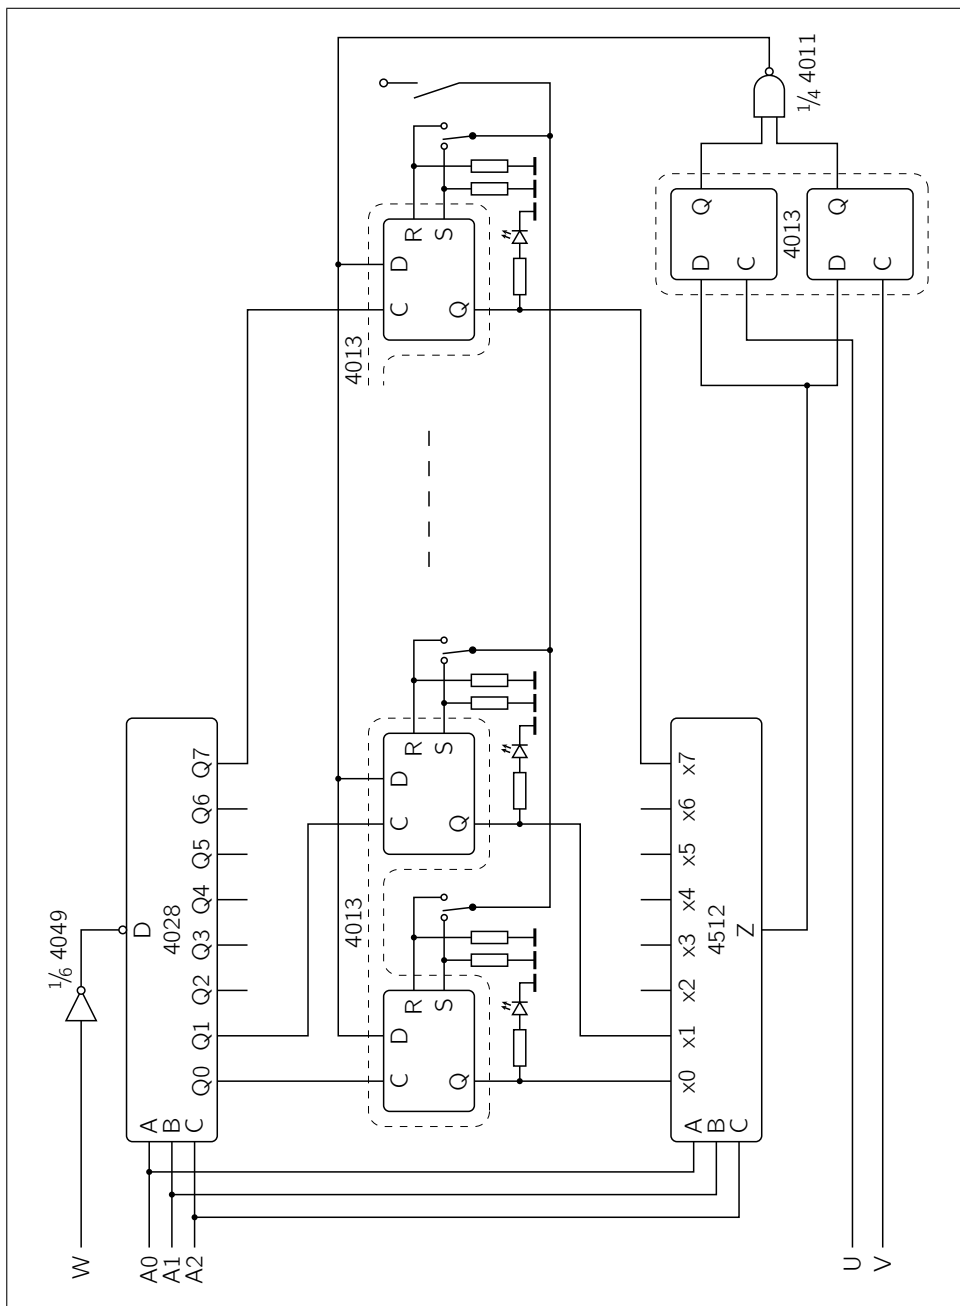 ⅙ 4049
W
D
A0 A
A1 B 4028
A2 C
Q0 Q1 Q2 Q3 Q4 Q5 Q6 Q7
4013 4013
C D C D C D
R R R
S S S
Q Q Q
x0 x1 x2 x3 x4 x5 x6 x7
A
B 4512
C Z
D Q
C
4013
¼ 4011
D Q
U
V C